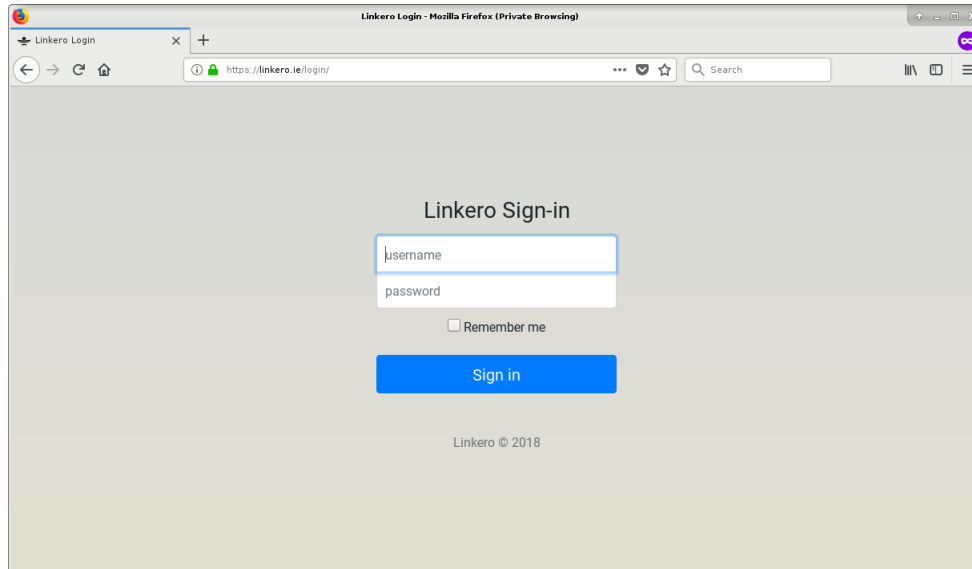 Linkero Login - Mozilla Firefox (Private Browsing)
Linkero Login
https://linkero.ie/login/
Search
Linkero Sign-in
username
password
Remember me
Sign in
Linkero © 2018